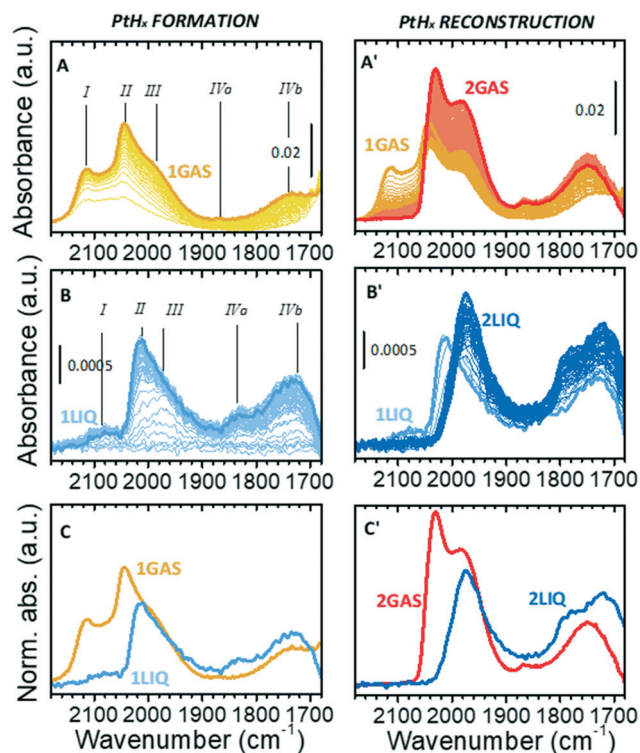 PtHx FORMATION
PtHx RECONSTRUCTION
A
I
II
III
IVa
IVb
1GAS
0.02
Absorbance (a.u.)
2100 2000 1900 1800 1700
A'
2GAS
1GAS
0.02
2100 2000 1900 1800 1700
B
I
II
III
IVa
IVb
0.0005
1LIQ
Absorbance (a.u.)
2100 2000 1900 1800 1700
B'
2LIQ
0.0005
1LIQ
2100 2000 1900 1800 1700
C
1GAS
1LIQ
Norm. abs. (a.u.)
2100 2000 1900 1800 1700
Wavenumber (cm⁻¹)
C'
2GAS
2LIQ
2100 2000 1900 1800 1700
Wavenumber (cm⁻¹)